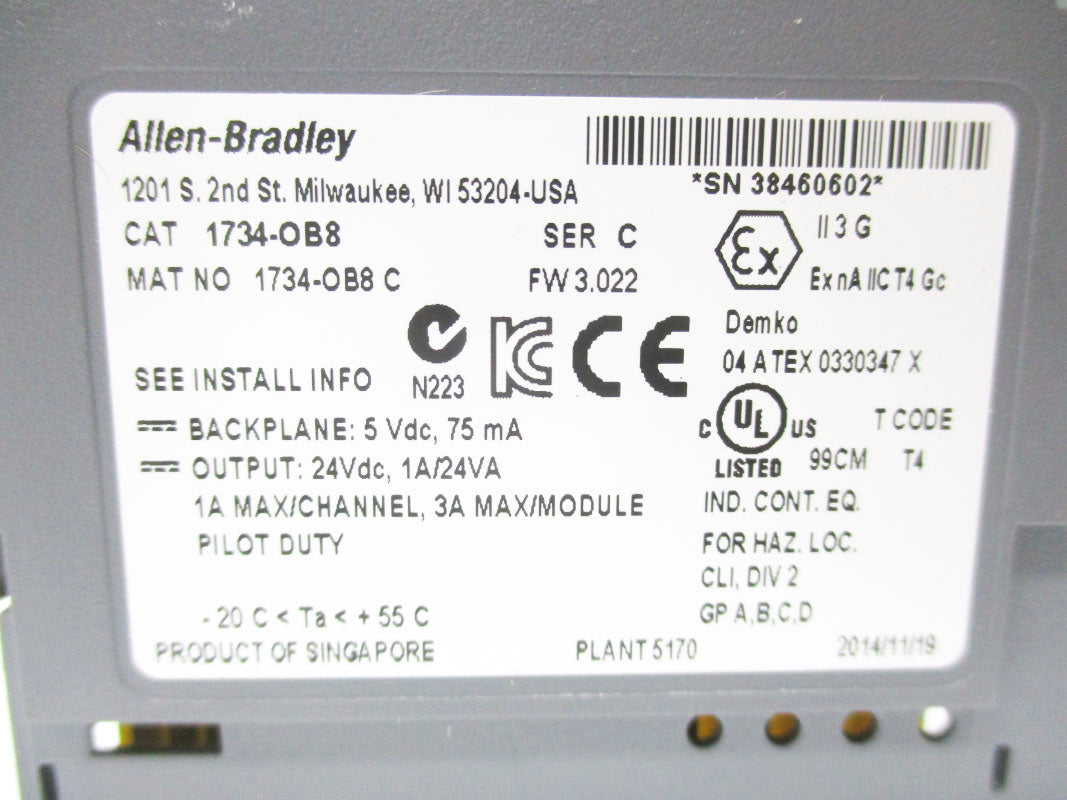 Allen-Bradley
*SN 38460602*
1201 S. 2nd St. Milwaukee, WI 53204-USA
CAT 1734-OB8 SER C
MAT NO 1734-OB8 C FW 3.022
Ex II 3 G
Ex nA IIC T4 Gc
Demko
04 ATEX 0330347 X
SEE INSTALL INFO
N223
KC
CE
BACKPLANE: 5 Vdc, 75 mA
OUTPUT: 24Vdc, 1A/24VA
1A MAX/CHANNEL, 3A MAX/MODULE
PILOT DUTY
C UL US T CODE
LISTED 99CM T4
IND. CONT. EQ.
FOR HAZ. LOC.
CLI, DIV 2
GP A,B,C,D
- 20 C < Ta < + 55 C
PRODUCT OF SINGAPORE PLANT 5170 2014/11/19